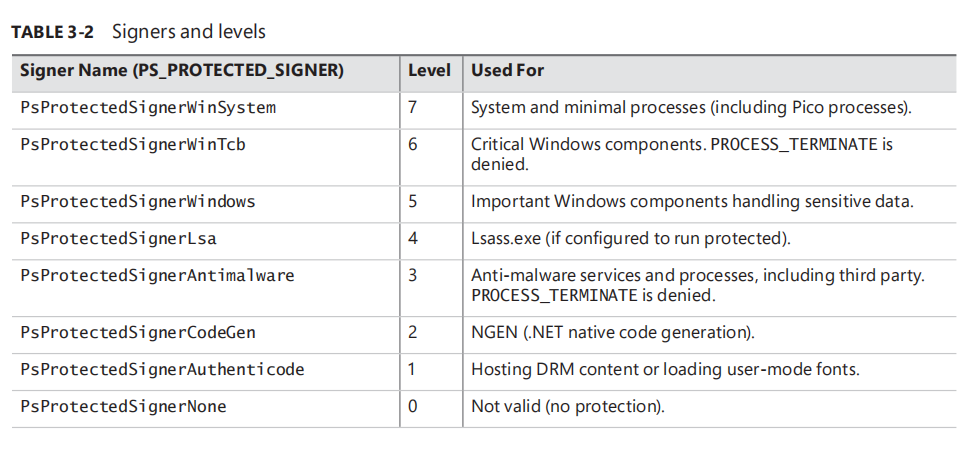 TABLE 3-2 Signers and levels
Signer Name (PS_PROTECTED_SIGNER) Level Used For
PsProtectedSignerWinSystem 7 System and minimal processes (including Pico processes).
PsProtectedSignerWinTcb 6 Critical Windows components. PROCESS_TERMINATE is
denied.
PsProtectedSignerWindows 5 Important Windows components handling sensitive data.
PsProtectedSignerLsa 4 Lsass.exe (if configured to run protected).
PsProtectedSignerAntimalware 3 Anti-malware services and processes, including third party.
PROCESS_TERMINATE is denied.
PsProtectedSignerCodeGen 2 NGEN (.NET native code generation).
PsProtectedSignerAuthenticode 1 Hosting DRM content or loading user-mode fonts.
PsProtectedSignerNone 0 Not valid (no protection).